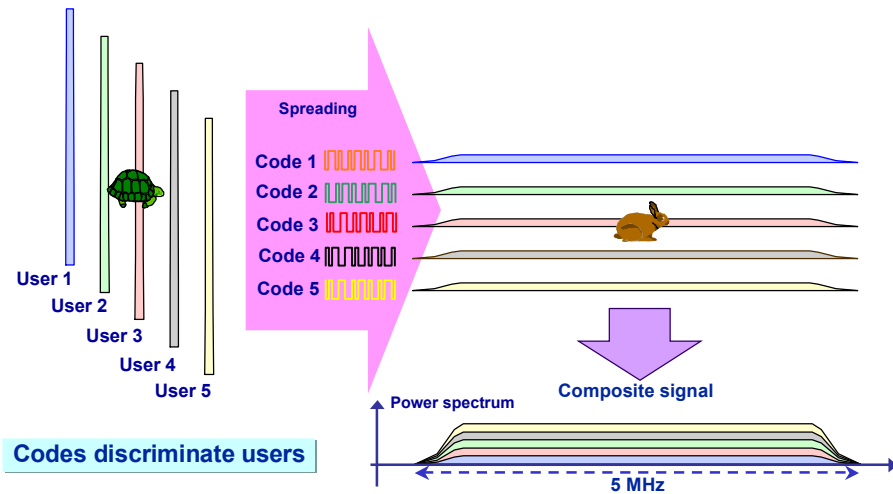 Spreading
Code 1
Code 2
Code 3
Code 4
Code 5
User 1
User 2
User 3
User 4
User 5
Composite signal
Power spectrum
Codes discriminate users
5 MHz